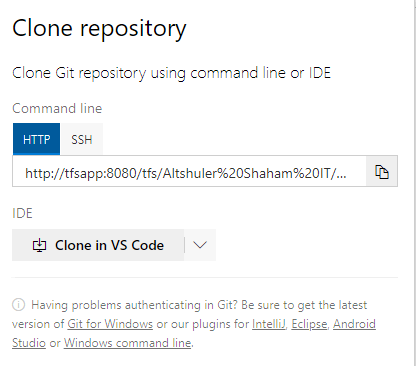 Clone repository
Clone Git repository using command line or IDE
Command line
HTTP SSH
http://tfsapp:8080/tfs/Altshuler%20Shaham%20IT/...
IDE
Clone in VS Code
Having problems authenticating in Git? Be sure to get the latest
version of Git for Windows or our plugins for IntelliJ, Eclipse, Android
Studio or Windows command line.